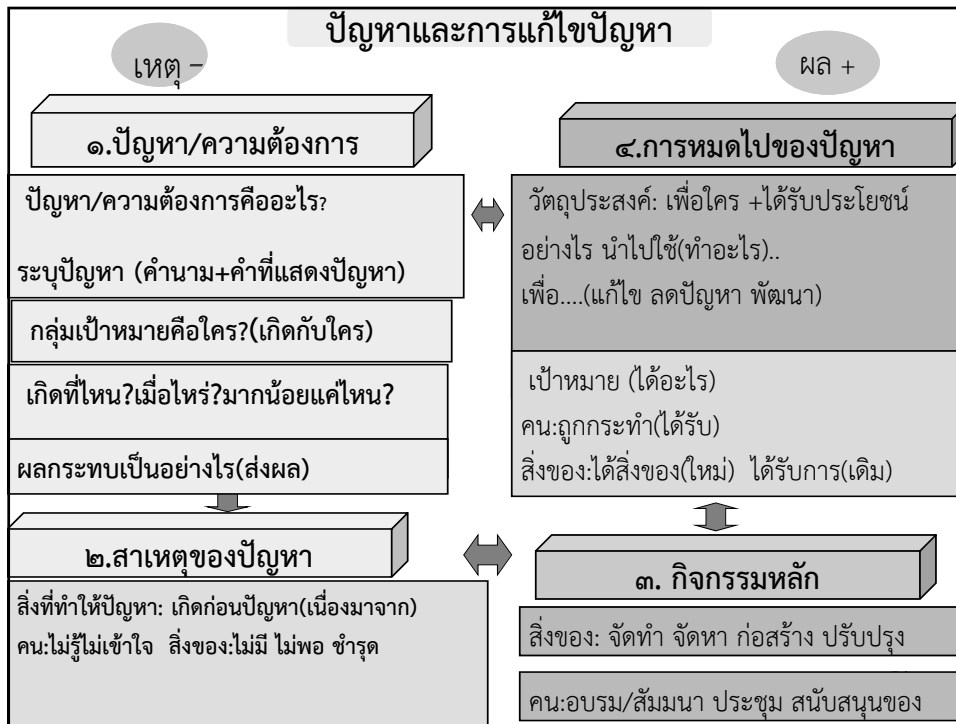 ปัญหาและการแก้ไขปัญหา
เหตุ –
ผล +
๑.ปัญหา/ความต้องการ
ปัญหา/ความต้องการคืออะไร?
ระบุปัญหา (คำนาม+คำที่แสดงปัญหา)
กลุ่มเป้าหมายคือใคร?(เกิดกับใคร)
เกิดที่ไหน?เมื่อไหร่?มากน้อยแค่ไหน?
ผลกระทบเป็นอย่างไร(ส่งผล)
๒.สาเหตุของปัญหา
สิ่งที่ทำให้ปัญหา: เกิดก่อนปัญหา(เนื่องมาจาก)
คน:ไม่รู้ไม่เข้าใจ สิ่งของ:ไม่มี ไม่พอ ชำรุด
๔.การหมดไปของปัญหา
วัตถุประสงค์: เพื่อใคร +ได้รับประโยชน์
อย่างไร นำไปใช้(ทำอะไร)..
เพื่อ....(แก้ไข ลดปัญหา พัฒนา)
เป้าหมาย (ได้อะไร)
คน:ถูกกระทำ(ได้รับ)
สิ่งของ:ได้สิ่งของ(ใหม่) ได้รับการ(เดิม)
๓. กิจกรรมหลัก
สิ่งของ: จัดทำ จัดหา ก่อสร้าง ปรับปรุง
คน:อบรม/สัมมนา ประชุม สนับสนุนของ